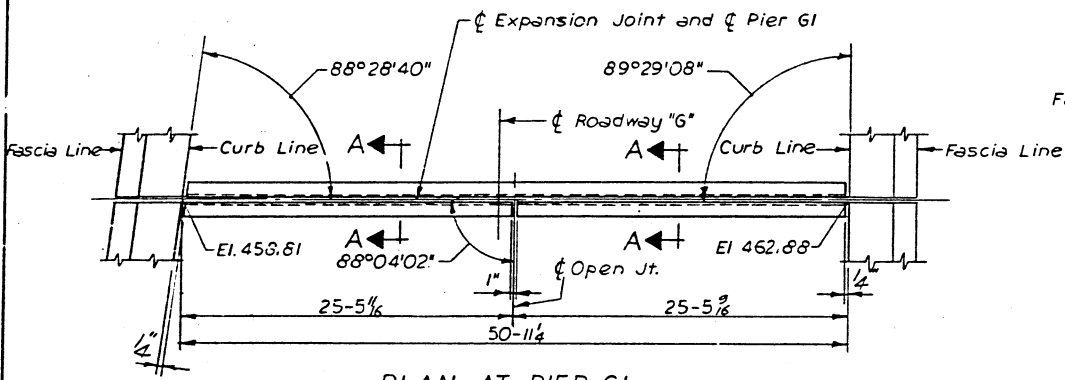 ℄ Expansion Joint and ℄ Pier G1
88°28'40"
89°29'08"
℄ Roadway "G"
Fascia Line
Curb Line
A
A
Curb Line
Fascia Line
El. 458.81
A
88°04'02"
A
El 462.88
℄ Open Jt.
1"
1/4"
25-5 11/16
25-5 9/16
50-11 1/4
1/4"
PLAN AT PIER G1